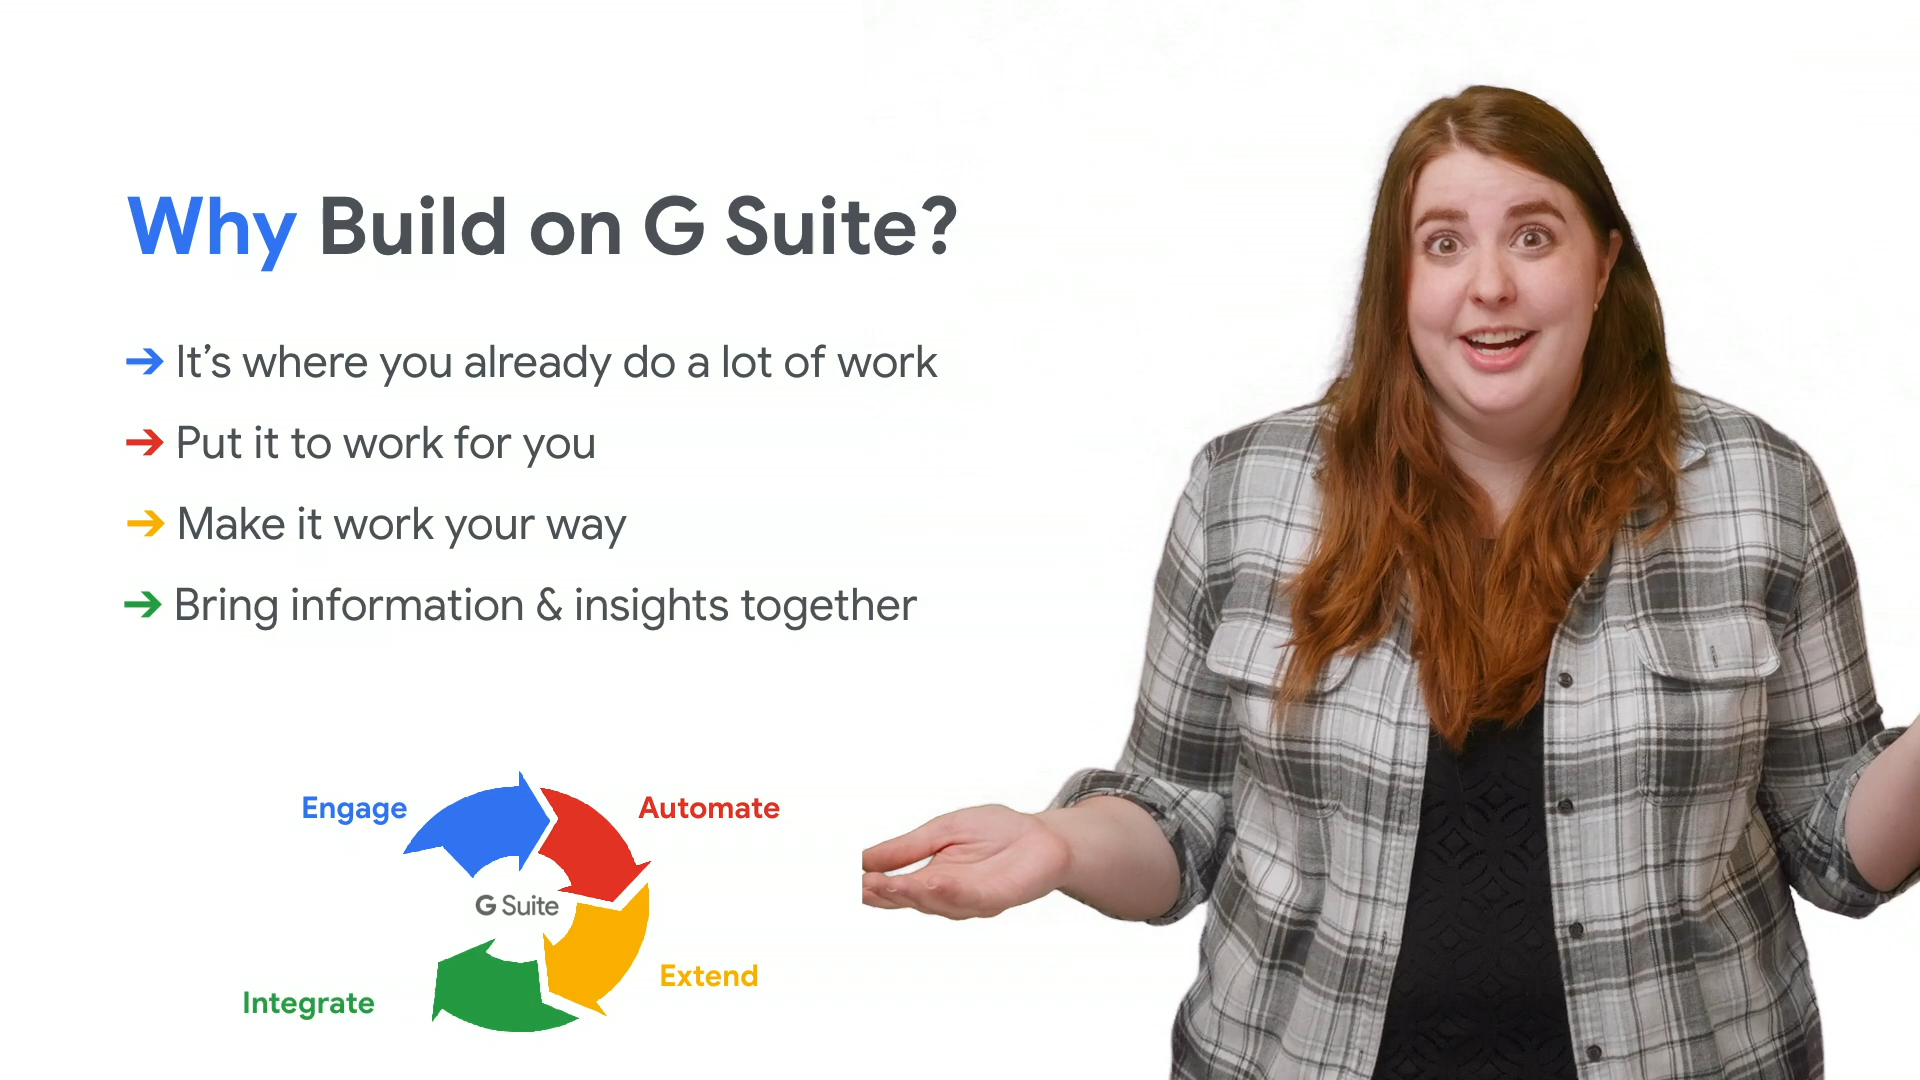 Why Build on G Suite?
➔ It’s where you already do a lot of work
➔ Put it to work for you
➔ Make it work your way
➔ Bring information & insights together
Engage
Automate
G Suite
Extend
Integrate